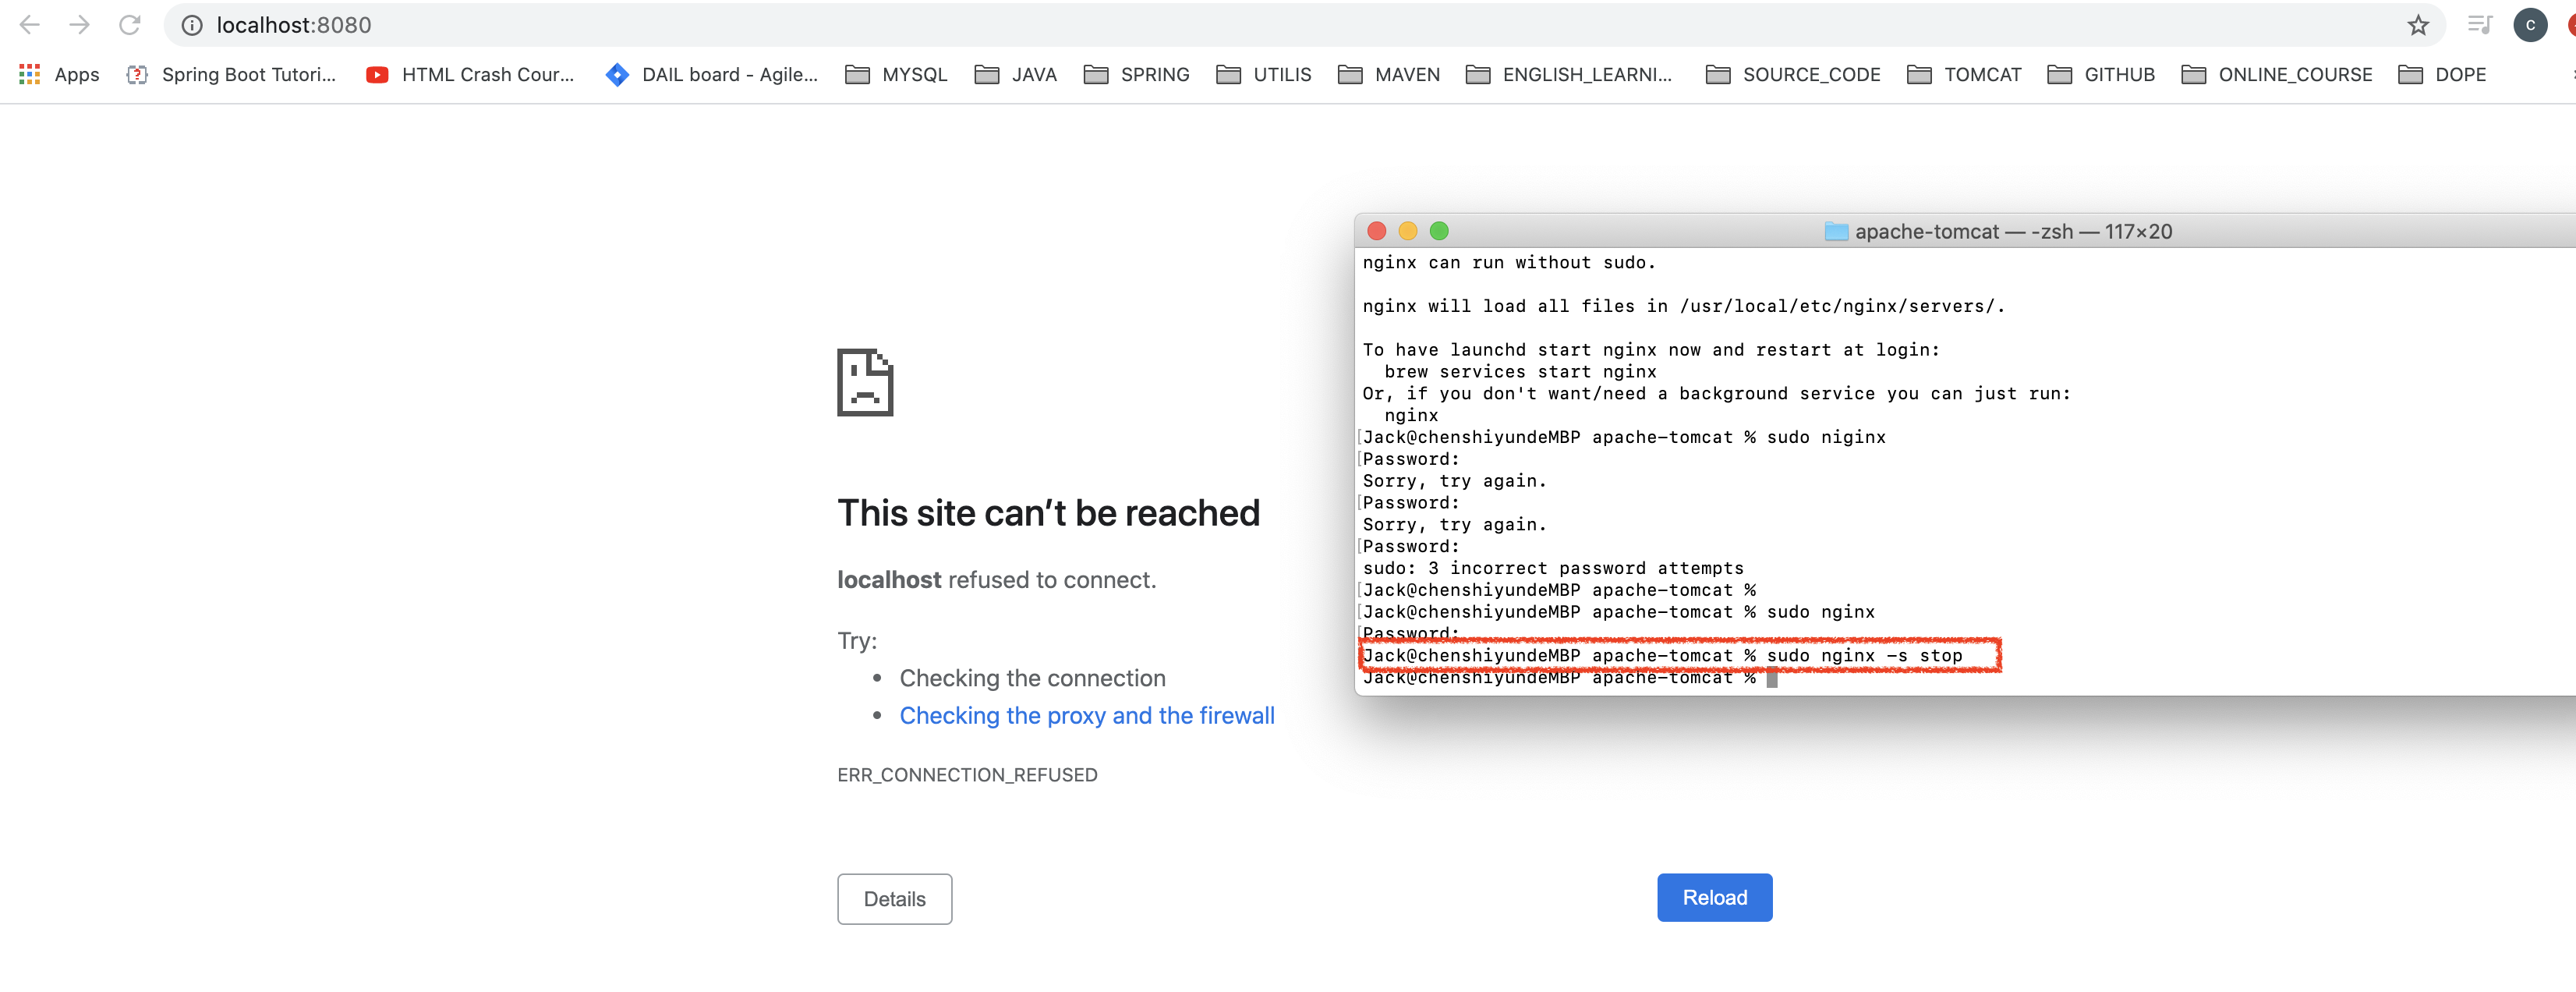 localhost:8080
Apps Spring Boot Tutori... HTML Crash Cour... DAIL board - Agile... MYSQL JAVA SPRING UTILIS MAVEN ENGLISH_LEARNI... SOURCE_CODE TOMCAT GITHUB ONLINE_COURSE DOPE
C
This site can’t be reached
localhost refused to connect.
Try:
• Checking the connection
• Checking the proxy and the firewall
ERR_CONNECTION_REFUSED
Details
Reload
apache-tomcat — -zsh — 117×20
nginx can run without sudo.
nginx will load all files in /usr/local/etc/nginx/servers/.
To have launchd start nginx now and restart at login:
brew services start nginx
Or, if you don't want/need a background service you can just run:
nginx
[Jack@chenshiyundeMBP apache-tomcat % sudo niginx
[Password:
Sorry, try again.
[Password:
Sorry, try again.
[Password:
sudo: 3 incorrect password attempts
[Jack@chenshiyundeMBP apache-tomcat %
[Jack@chenshiyundeMBP apache-tomcat % sudo nginx
[Password:
Jack@chenshiyundeMBP apache-tomcat % sudo nginx -s stop
Jack@chenshiyundeMBP apache-tomcat %